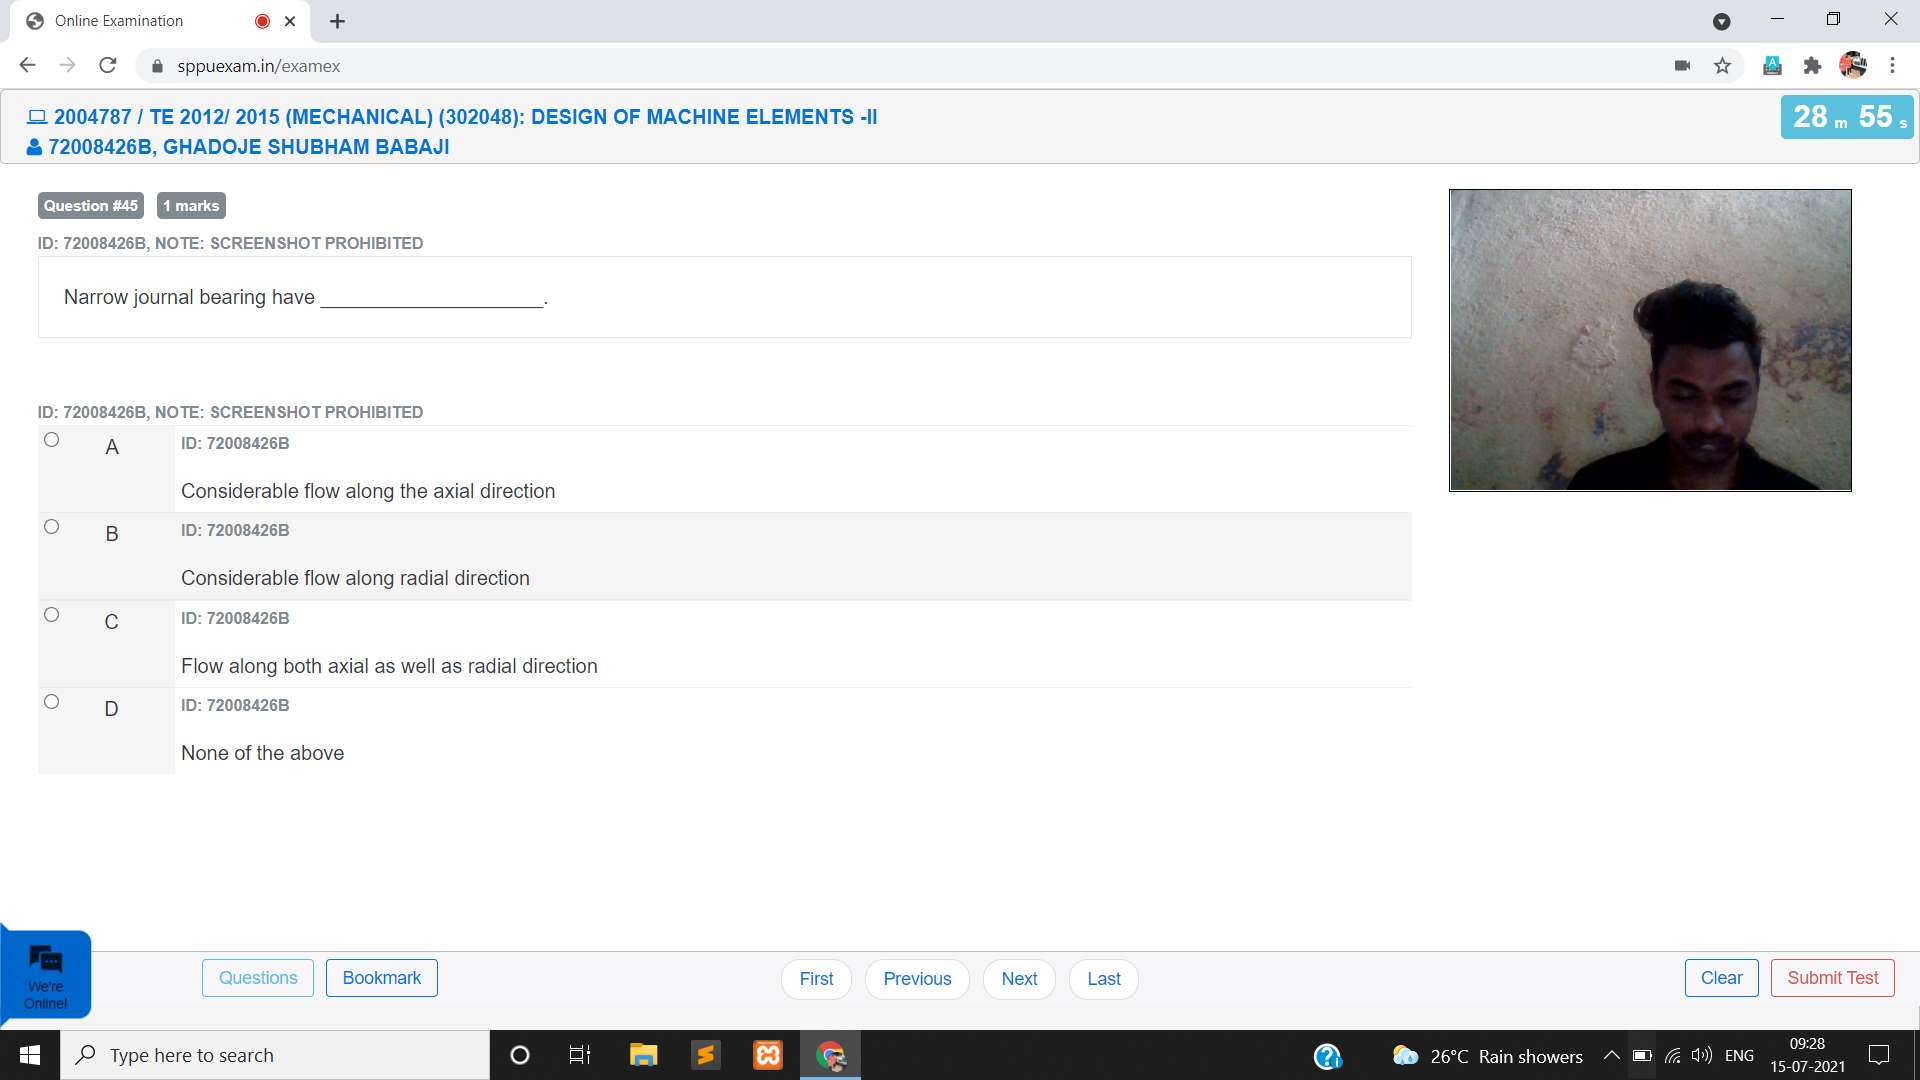 Online Examination
sppuexam.in/examex
2004787 / TE 2012/ 2015 (MECHANICAL) (302048): DESIGN OF MACHINE ELEMENTS -II
28 m 55 s
72008426B, GHADOJE SHUBHAM BABAJI
Question #45 1 marks
ID: 72008426B, NOTE: SCREENSHOT PROHIBITED
Narrow journal bearing have ____________________.
ID: 72008426B, NOTE: SCREENSHOT PROHIBITED
A ID: 72008426B
Considerable flow along the axial direction
B ID: 72008426B
Considerable flow along radial direction
C ID: 72008426B
Flow along both axial as well as radial direction
D ID: 72008426B
None of the above
We're
Online!
Questions Bookmark First Previous Next Last Clear Submit Test
Type here to search
26°C Rain showers ENG
09:28
15-07-2021